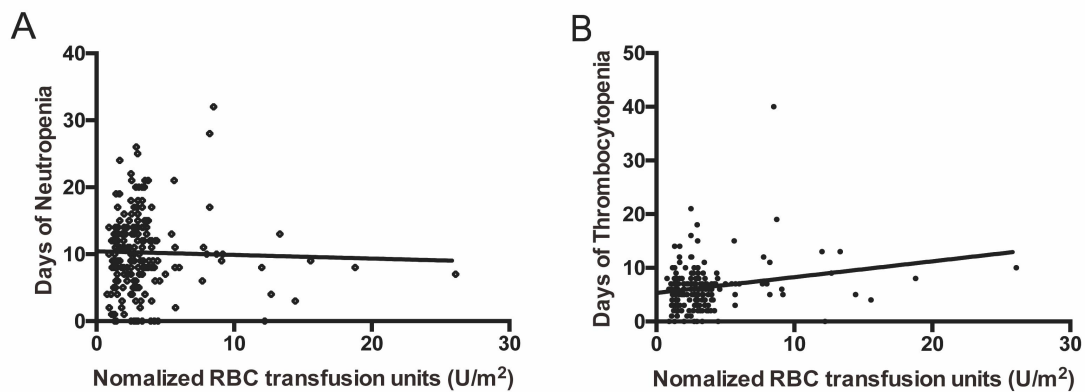 A
Days of Neutropenia
40
30
20
10
0
0 10 20 30
Nomalized RBC transfusion units (U/m²)
B
Days of Thrombocytopenia
50
40
30
20
10
0
0 10 20 30
Nomalized RBC transfusion units (U/m²)